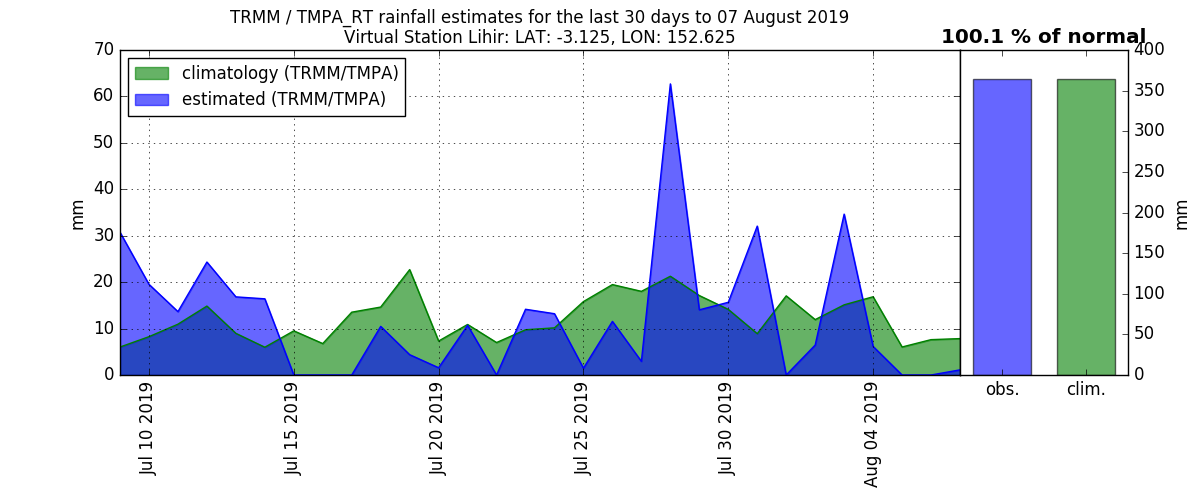 TRMM / TMPA_RT rainfall estimates for the last 30 days to 07 August 2019
Virtual Station Lihir: LAT: -3.125, LON: 152.625
100.1 % of normal
climatology (TRMM/TMPA)
estimated (TRMM/TMPA)
70
60
50
40
30
20
10
0
mm
Jul 10 2019
Jul 15 2019
Jul 20 2019
Jul 25 2019
Jul 30 2019
Aug 04 2019
obs.
clim.
400
350
300
250
200
150
100
50
0
mm